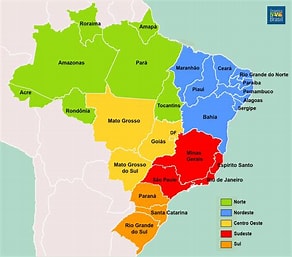 Brasil
Roraima
Amapá
Amazonas
Pará
Maranhão
Ceará
Rio Grande do Norte
Paraíba
Piauí
Pernambuco
Acre
Alagoas
Sergipe
Rondônia
Tocantins
Bahia
Mato Grosso
DF
Goiás
Minas
Gerais
Mato Grosso
do Sul
Espirito Santo
São Paulo
Rio de Janeiro
Paraná
Santa Catarina
Rio Grande
do Sul
Norte
Nordeste
Centro Oeste
Sudeste
Sul